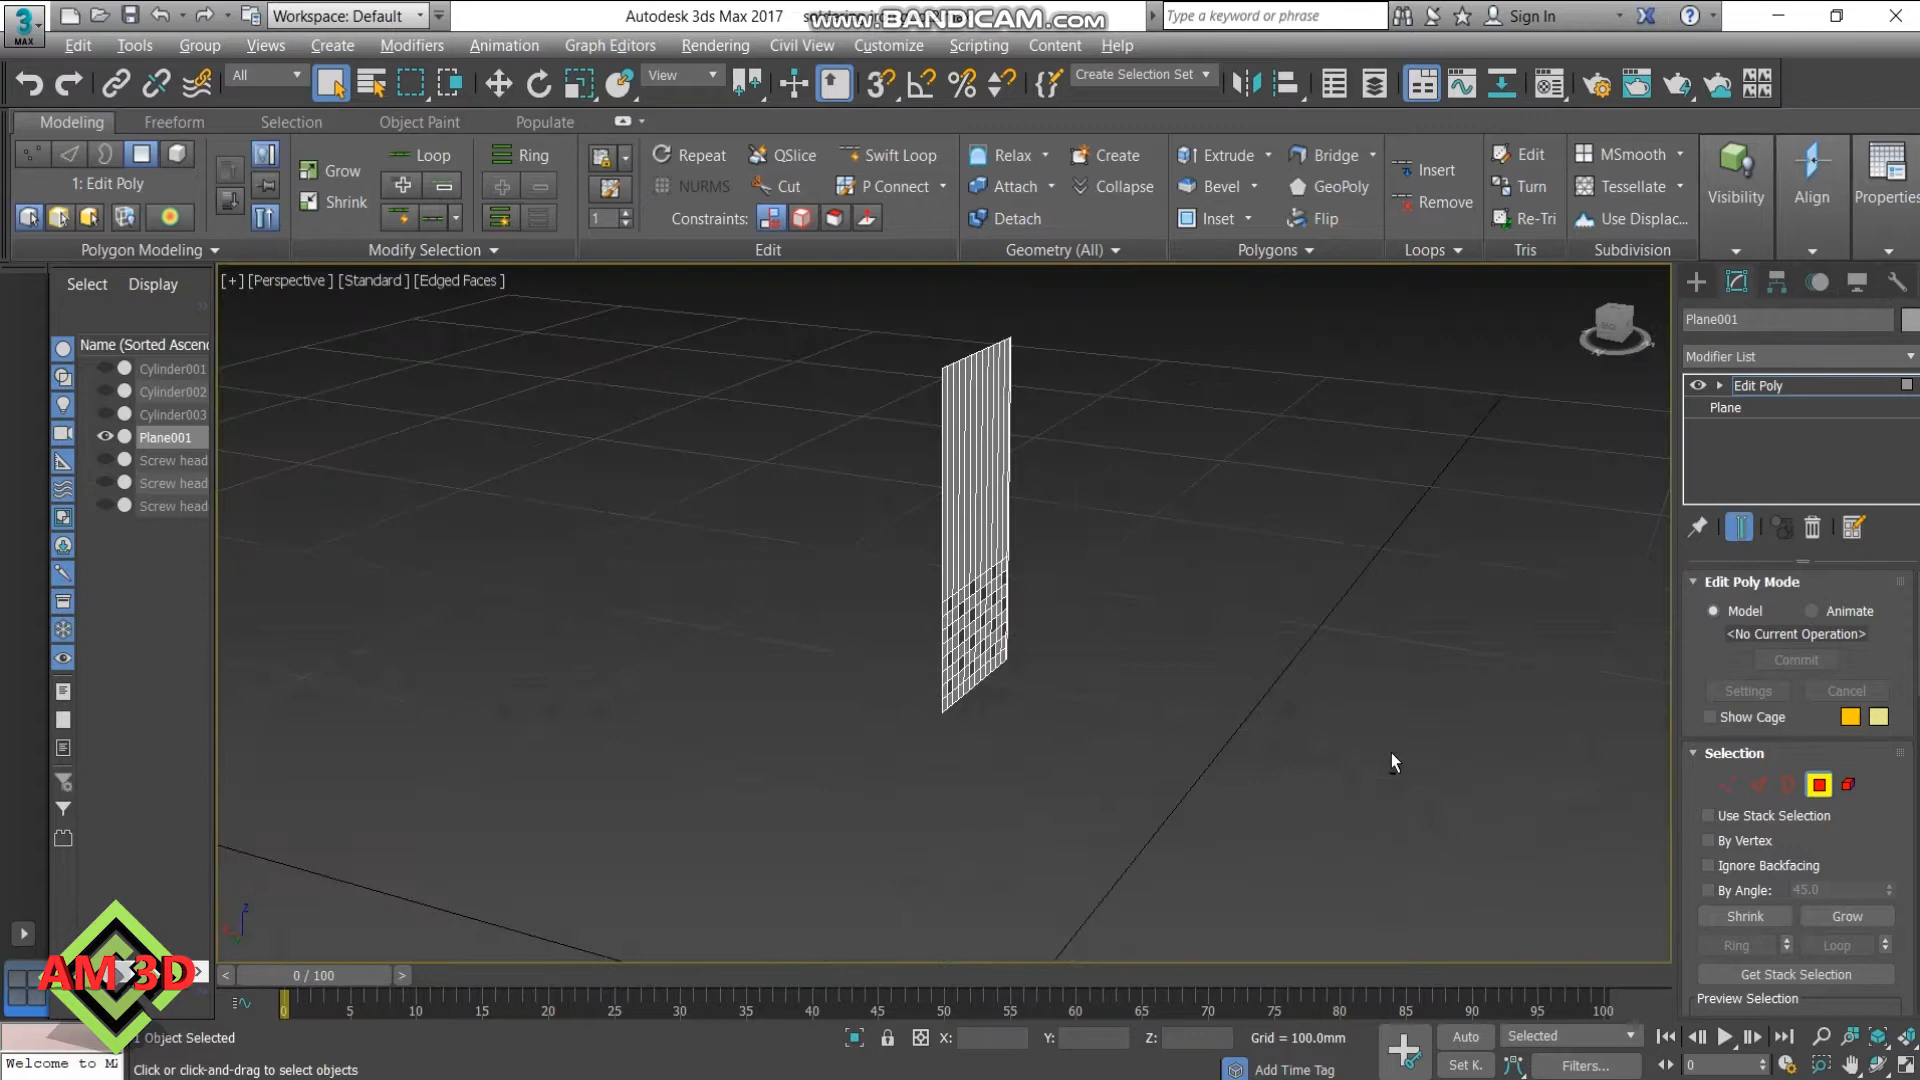 3 MAX Workspace: Default Autodesk 3ds Max 2017 www.BANDICAM.com Type a keyword or phrase Sign In
Edit Tools Group Views Create Modifiers Animation Graph Editors Rendering Civil View Customize Scripting Content Help
All View Create Selection Set
Modeling Freeform Selection Object Paint Populate
Loop Ring Repeat QSlice Swift Loop Relax Create Extrude Bridge Insert Edit MSmooth
1: Edit Poly Grow NURMS Cut P Connect Attach Collapse Bevel GeoPoly Turn Tessellate Visibility Align Properties
Shrink 1 Constraints: Detach Inset Flip Remove Re-Tri Use Displac...
Polygon Modeling Modify Selection Edit Geometry (All) Polygons Loops Tris Subdivision
Select Display
[+] [Perspective ] [Standard ] [Edged Faces ]
Name (Sorted Ascen
Cylinder001
Cylinder002
Cylinder003
Plane001
Screw head
Screw head
Screw head
Plane001
Modifier List
Edit Poly
Plane
Edit Poly Mode
Model Animate
<No Current Operation>
Commit
Settings Cancel
Show Cage
Selection
Use Stack Selection
By Vertex
Ignore Backfacing
By Angle: 45.0
Shrink Grow
Ring Loop
Get Stack Selection
Preview Selection
z
AM 3D
0 / 100
0 5 10 15 20 25 30 35 40 45 50 55 60 65 70 75 80 85 90 95 100
1 Object Selected X: Y: Z: Grid = 100.0mm Auto Selected
Welcome to Click or click-and-drag to select objects Add Time Tag Set K. Filters... 0